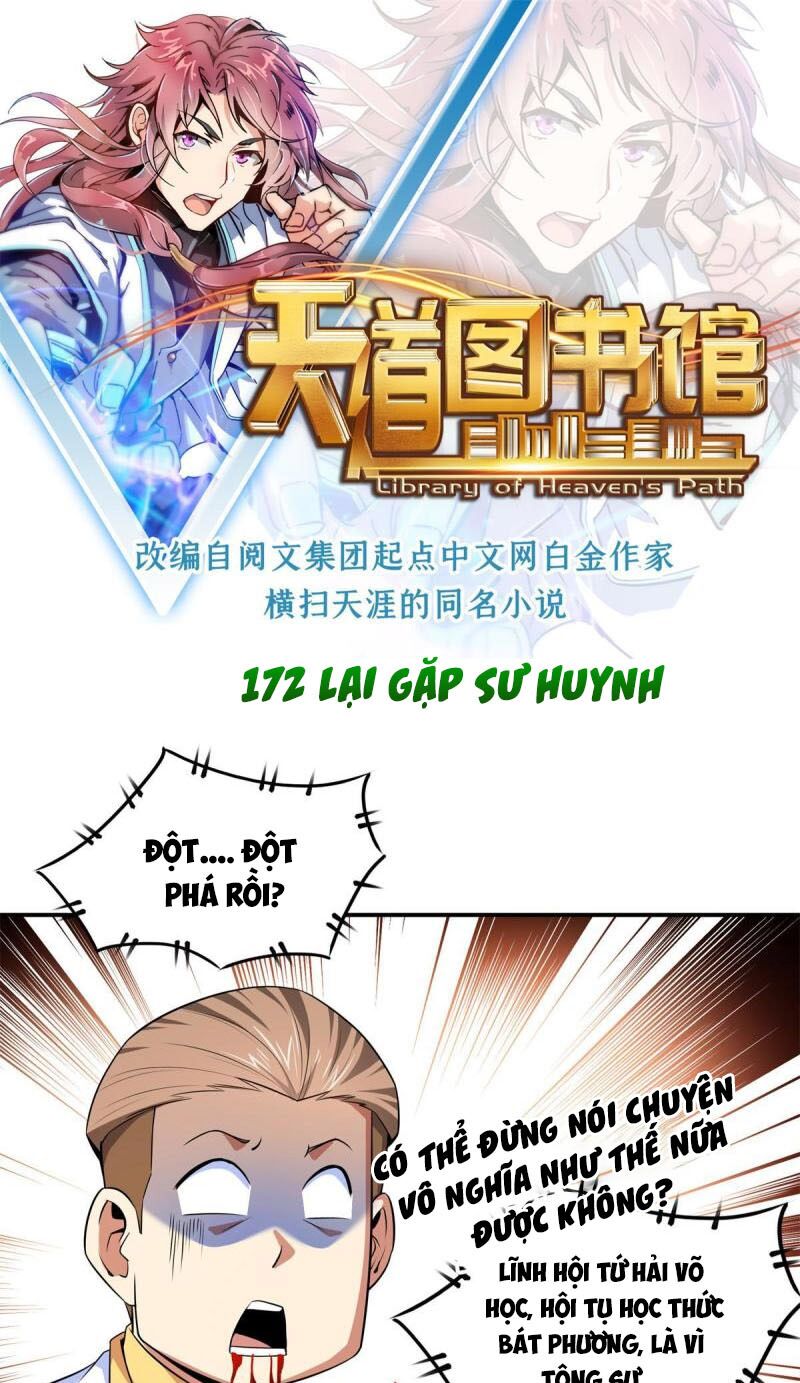 天道图书馆
Library of Heaven's Path
改编自阅文集团起点中文网白金作家
横扫天涯的同名小说
172 LẠI GẶP SƯ HUYNH
ĐỘT.... ĐỘT
PHÁ RỒI?
CÓ THỂ ĐỪNG NÓI CHUYỆN
VÔ NGHĨA NHƯ THẾ NỮA
ĐƯỢC KHÔNG?
LĨNH HỘI TỨ HẢI VÕ
HỌC, HỘI TỤ HỌC THỨC
BÁT PHƯƠNG, LÀ VÌ
TÔNG SƯ